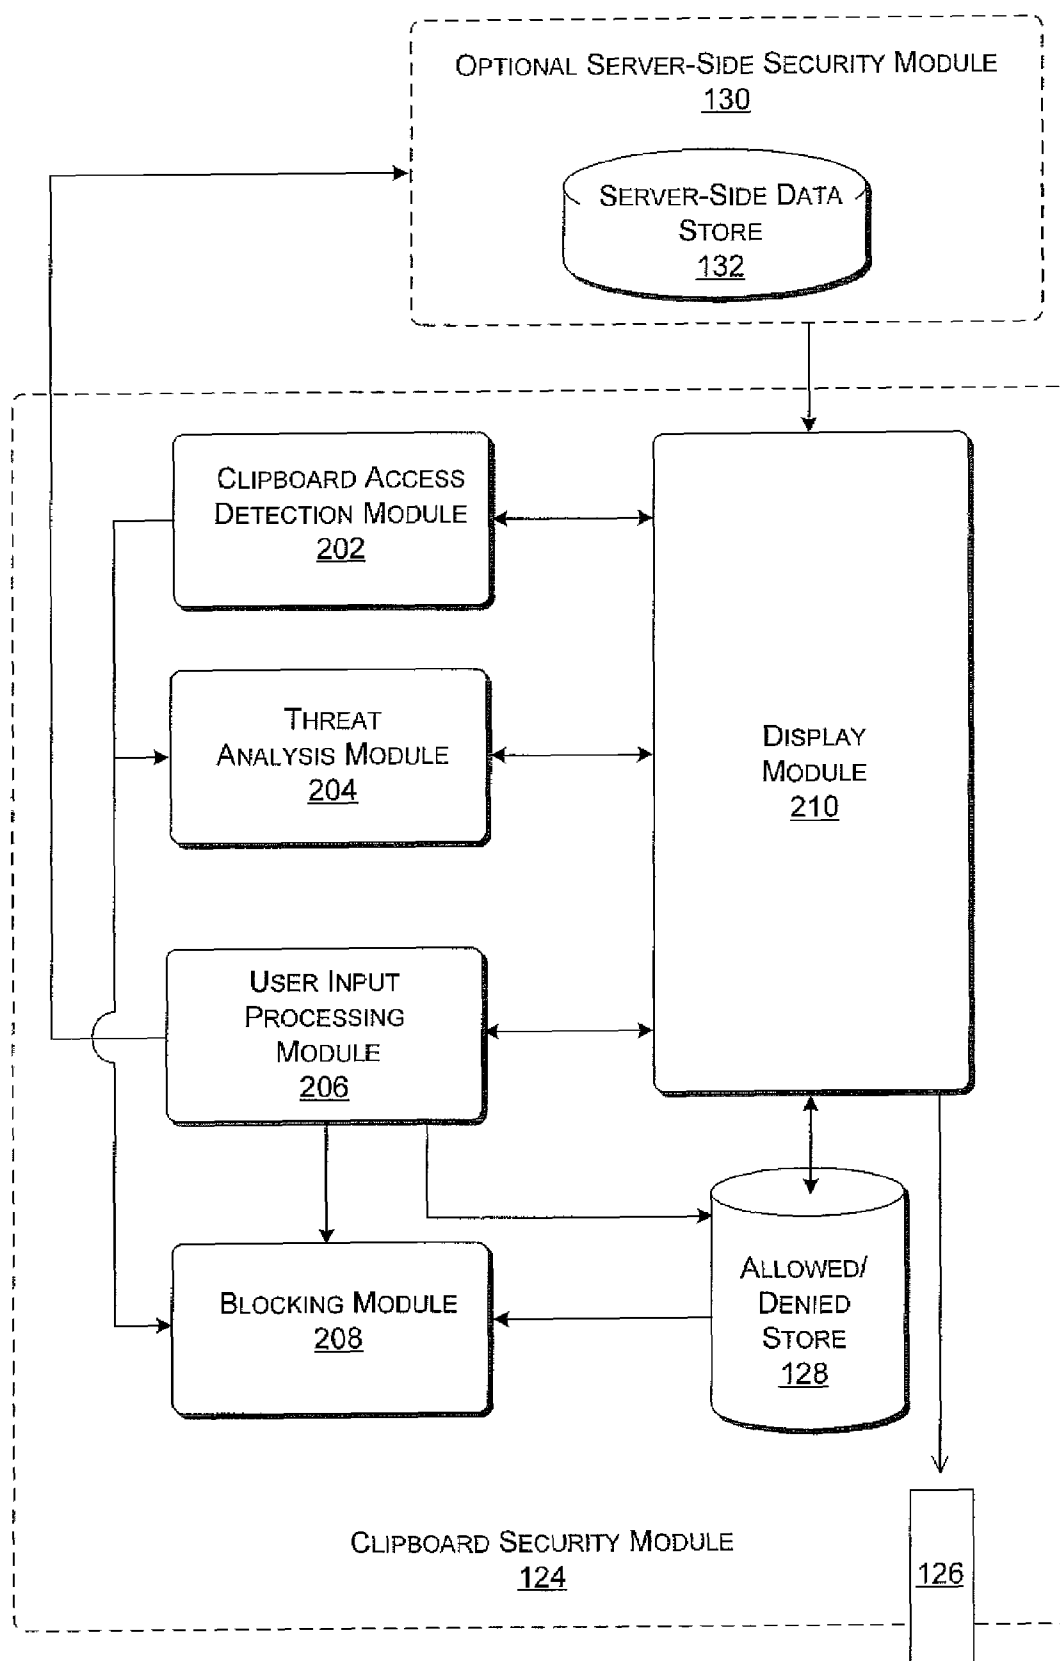 OPTIONAL SERVER-SIDE SECURITY MODULE
130
SERVER-SIDE DATA
STORE
132
CLIPBOARD ACCESS
DETECTION MODULE
202
THREAT
ANALYSIS MODULE
204
DISPLAY
MODULE
210
USER INPUT
PROCESSING
MODULE
206
BLOCKING MODULE
208
ALLOWED/
DENIED
STORE
128
CLIPBOARD SECURITY MODULE
124
126